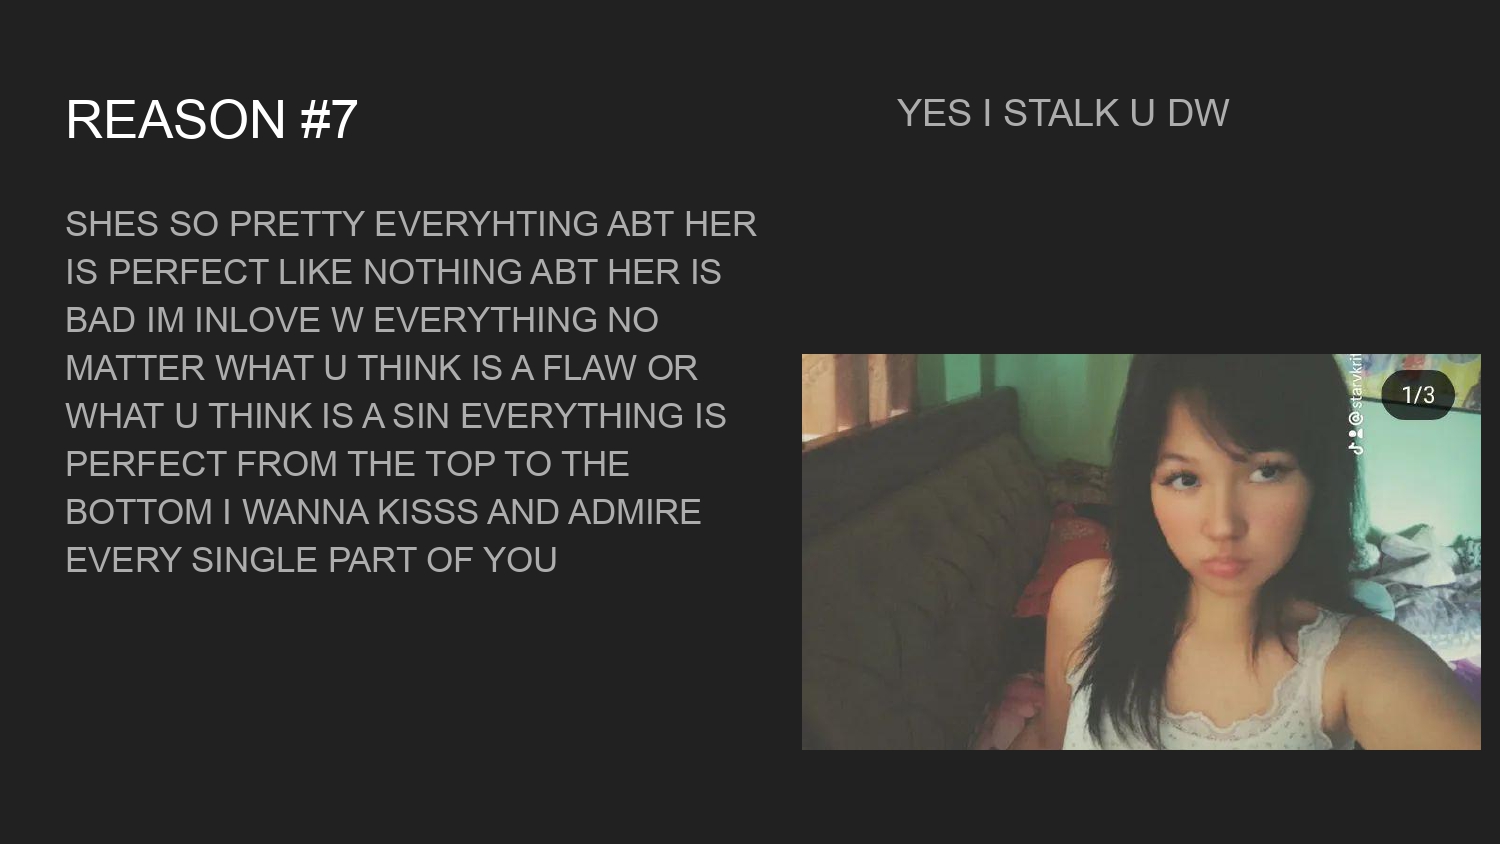 REASON #7
SHES SO PRETTY EVERYHTING ABT HER
IS PERFECT LIKE NOTHING ABT HER IS
BAD IM INLOVE W EVERYTHING NO
MATTER WHAT U THINK IS A FLAW OR
WHAT U THINK IS A SIN EVERYTHING IS
PERFECT FROM THE TOP TO THE
BOTTOM I WANNA KISSS AND ADMIRE
EVERY SINGLE PART OF YOU
YES I STALK U DW
1/3